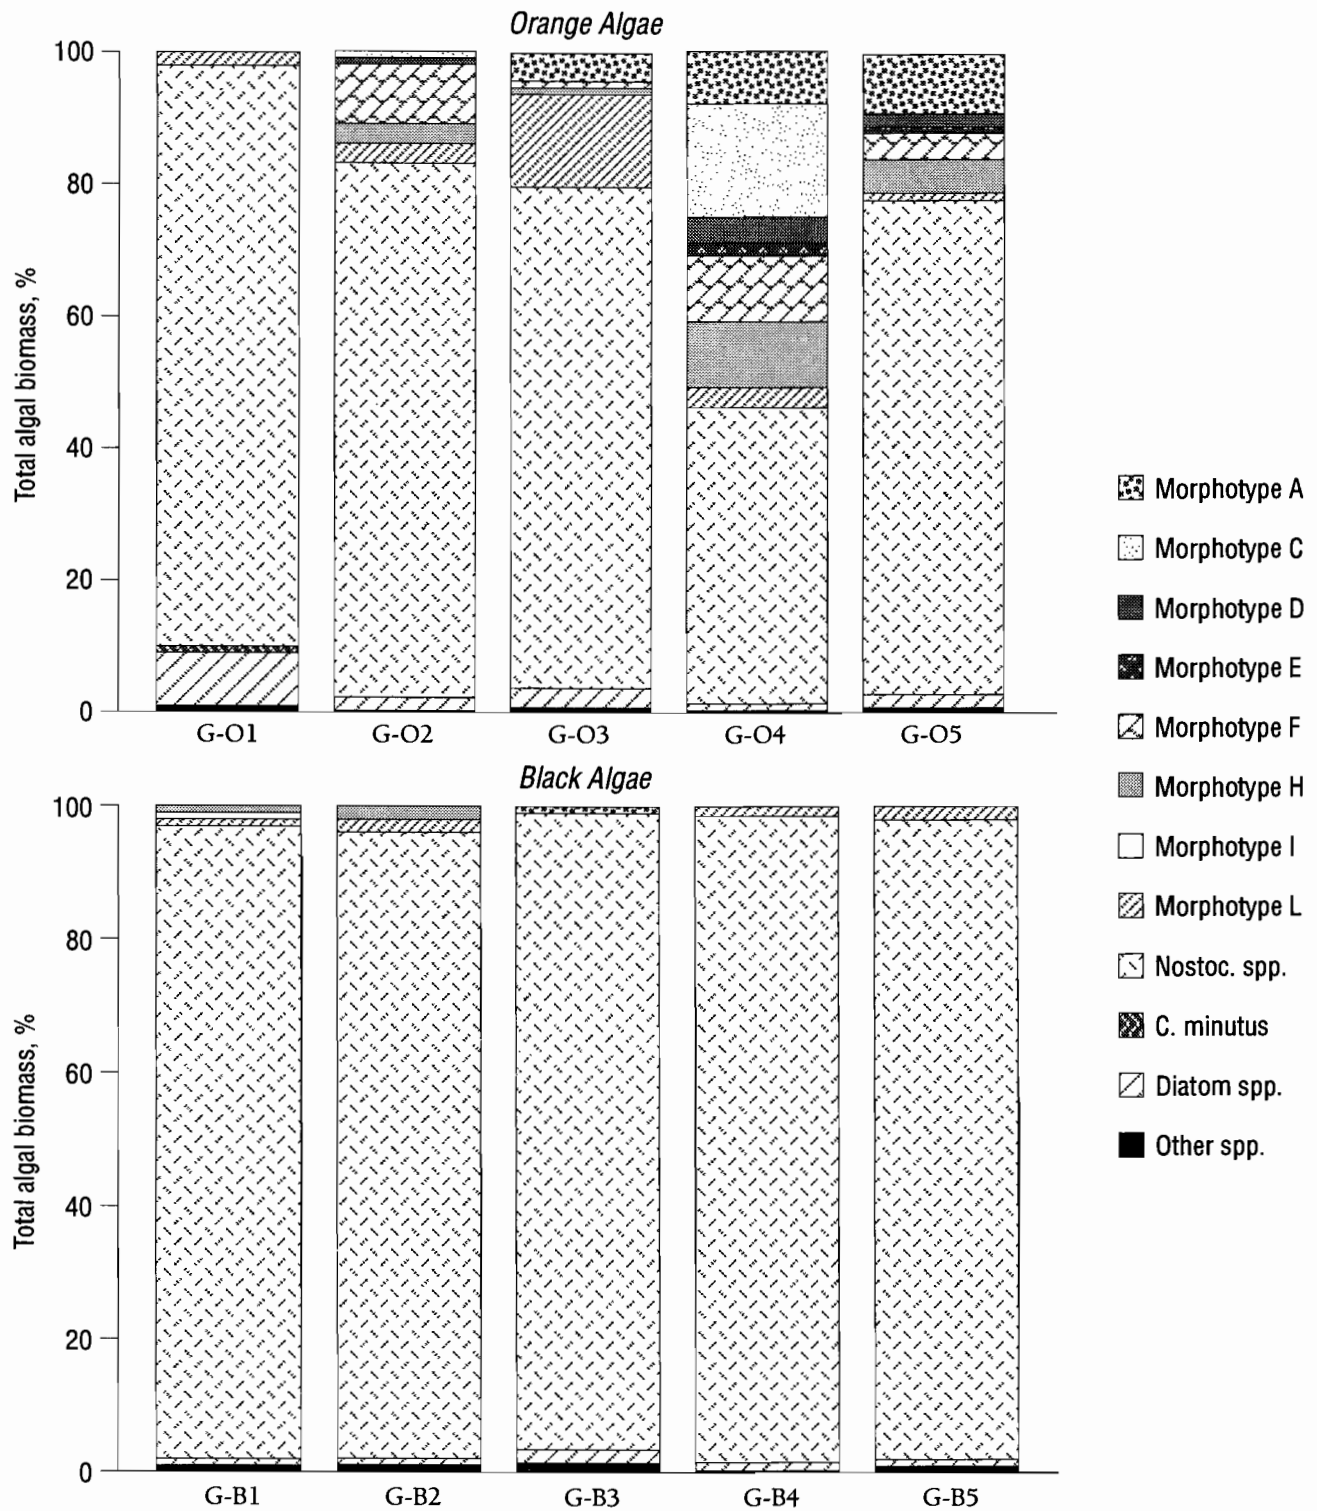 Orange Algae
Total algal biomass, %
100
80
60
40
20
0
G-O1 G-O2 G-O3 G-O4 G-O5
Black Algae
Total algal biomass, %
100
80
60
40
20
0
G-B1 G-B2 G-B3 G-B4 G-B5
Morphotype A
Morphotype C
Morphotype D
Morphotype E
Morphotype F
Morphotype H
Morphotype I
Morphotype L
Nostoc. spp.
C. minutus
Diatom spp.
Other spp.